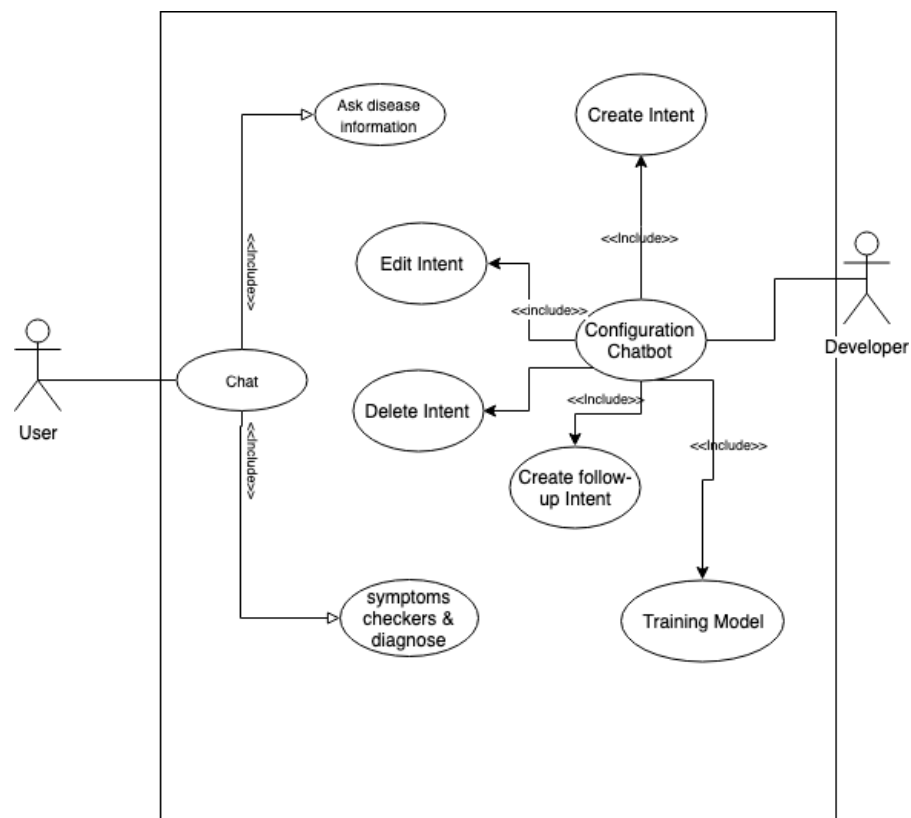 Ask disease
information
Create Intent
<<Include>>
<<Include>>
Edit Intent
<<include>>
Configuration
Chatbot
Developer
User
Chat
Delete Intent
<<Include>>
<<Include>>
<<Include>>
Create follow-
up Intent
symptoms
checkers &
diagnose
Training Model